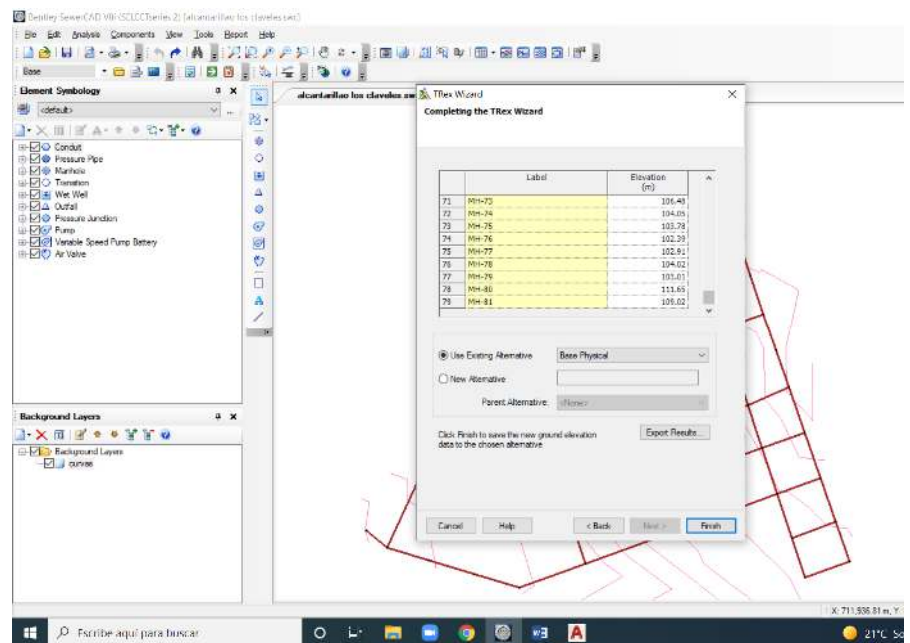 Bentley SewerCAD V8i (SELECTseries 2) [alcantarillao los claveles.swc]
File Edit Analysis Components View Tools Report Help
Base
Element Symbology
<default>
Conduit
Pressure Pipe
Manhole
Transition
Wet Well
Outfall
Pressure Junction
Pump
Variable Speed Pump Battery
Air Valve
Background Layers
Background Layers
curvas
alcantarillao los claveles.sw
TRex Wizard
Completing the TRex Wizard
Label Elevation
(m)
71 MH-73 106.48
72 MH-74 104.05
73 MH-75 103.78
74 MH-76 102.39
75 MH-77 102.91
76 MH-78 104.02
77 MH-79 103.01
78 MH-80 111.65
79 MH-81 109.02
Use Existing Alternative Base Physical
New Alternative
Parent Alternative: <None>
Click Finish to save the new ground elevation
data to the chosen alternative
Export Results...
Cancel Help < Back Next > Finish
X: 711,936.81 m, Y
Escribe aquí para buscar
21°C So